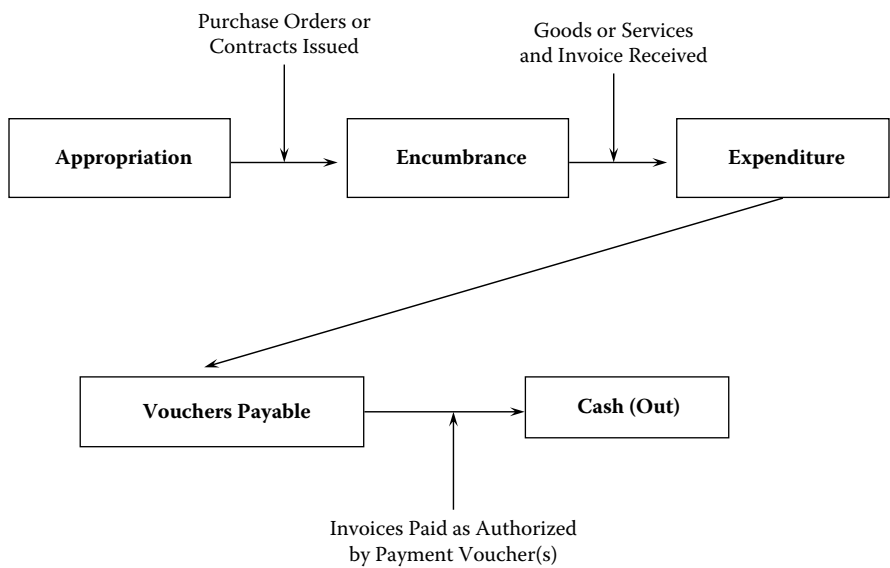 Purchase Orders or
Contracts Issued
Goods or Services
and Invoice Received
Appropriation
Encumbrance
Expenditure
Vouchers Payable
Cash (Out)
Invoices Paid as Authorized
by Payment Voucher(s)